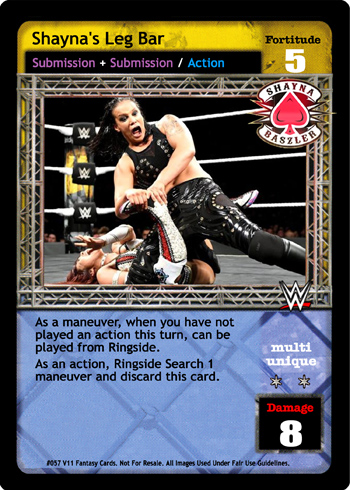 Shayna's Leg Bar
Fortitude
5
Submission + Submission / Action
SHAYNA
BASZLER
As a maneuver, when you have not
played an action this turn, can be
played from Ringside.
As an action, Ringside Search 1
maneuver and discard this card.
multi
unique
Damage
8
#057 V11 Fantasy Cards. Not For Resale. All Images Used Under Fair Use Guidelines.